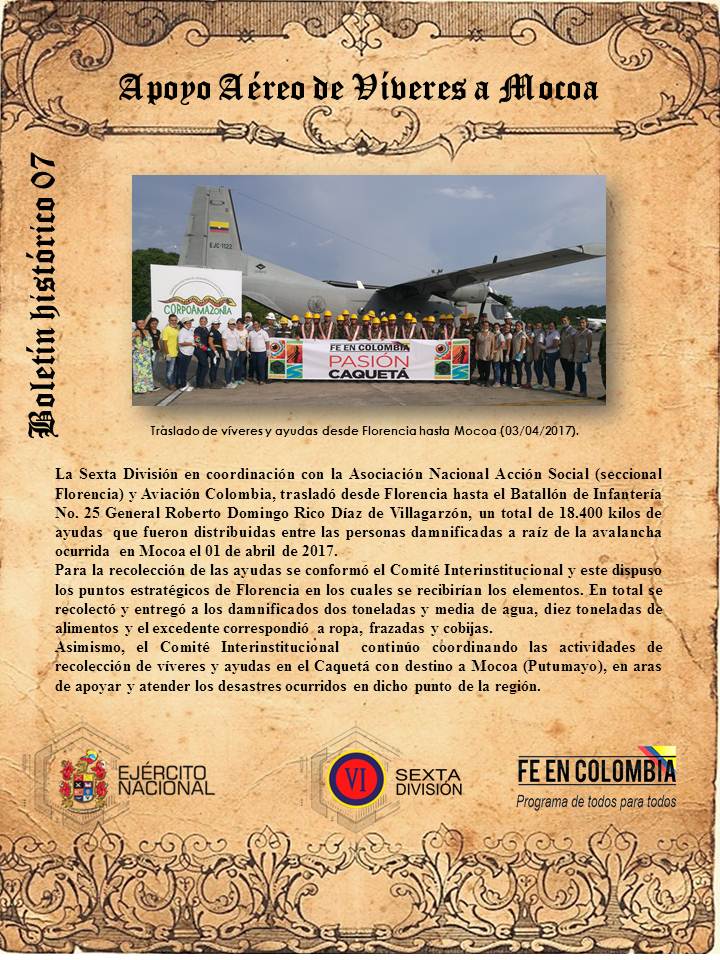 Apoyo Aéreo de Víveres a Mocoa
Boletín histórico 07
EJC-1122
CORPOAMAZONIA
FE EN COLOMBIA
PASIÓN
CAQUETÁ
Traslado de víveres y ayudas desde Florencia hasta Mocoa (03/04/2017).
La Sexta División en coordinación con la Asociación Nacional Acción Social (seccional
Florencia) y Aviación Colombia, trasladó desde Florencia hasta el Batallón de Infantería
No. 25 General Roberto Domingo Rico Díaz de Villagarzón, un total de 18.400 kilos de
ayudas que fueron distribuidas entre las personas damnificadas a raíz de la avalancha
ocurrida en Mocoa el 01 de abril de 2017.
Para la recolección de las ayudas se conformó el Comité Interinstitucional y este dispuso
los puntos estratégicos de Florencia en los cuales se recibirían los elementos. En total se
recolectó y entregó a los damnificados dos toneladas y media de agua, diez toneladas de
alimentos y el excedente correspondió a ropa, frazadas y cobijas.
Asimismo, el Comité Interinstitucional continúo coordinando las actividades de
recolección de víveres y ayudas en el Caquetá con destino a Mocoa (Putumayo), en aras
de apoyar y atender los desastres ocurridos en dicho punto de la región.
EJÉRCITO
NACIONAL
VI
SEXTA
DIVISIÓN
FE EN COLOMBIA
Programa de todos para todos